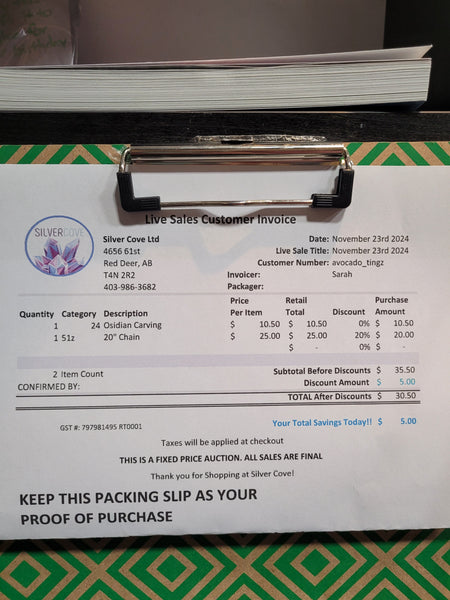 Live Sales Customer Invoice
SILVERCOVE
Silver Cove Ltd
4656 61st
Red Deer, AB
T4N 2R2
403-986-3682
Date: November 23rd 2024
Live Sale Title: November 23rd 2024
Customer Number: avocado_tingz
Invoicer: Sarah
Packager:
Quantity Category Description Price Per Item Retail Total Discount Purchase Amount
1 24 Osidian Carving $ 10.50 $ 10.50 0% $ 10.50
1 51z 20" Chain $ 25.00 $ 25.00 20% $ 20.00
$ - 0% $ -
2 Item Count
Subtotal Before Discounts $ 35.50
CONFIRMED BY:
Discount Amount $ 5.00
TOTAL After Discounts $ 30.50
GST #: 797981495 RT0001
Your Total Savings Today!! $ 5.00
Taxes will be applied at checkout
THIS IS A FIXED PRICE AUCTION. ALL SALES ARE FINAL
Thank you for Shopping at Silver Cove!
KEEP THIS PACKING SLIP AS YOUR
PROOF OF PURCHASE